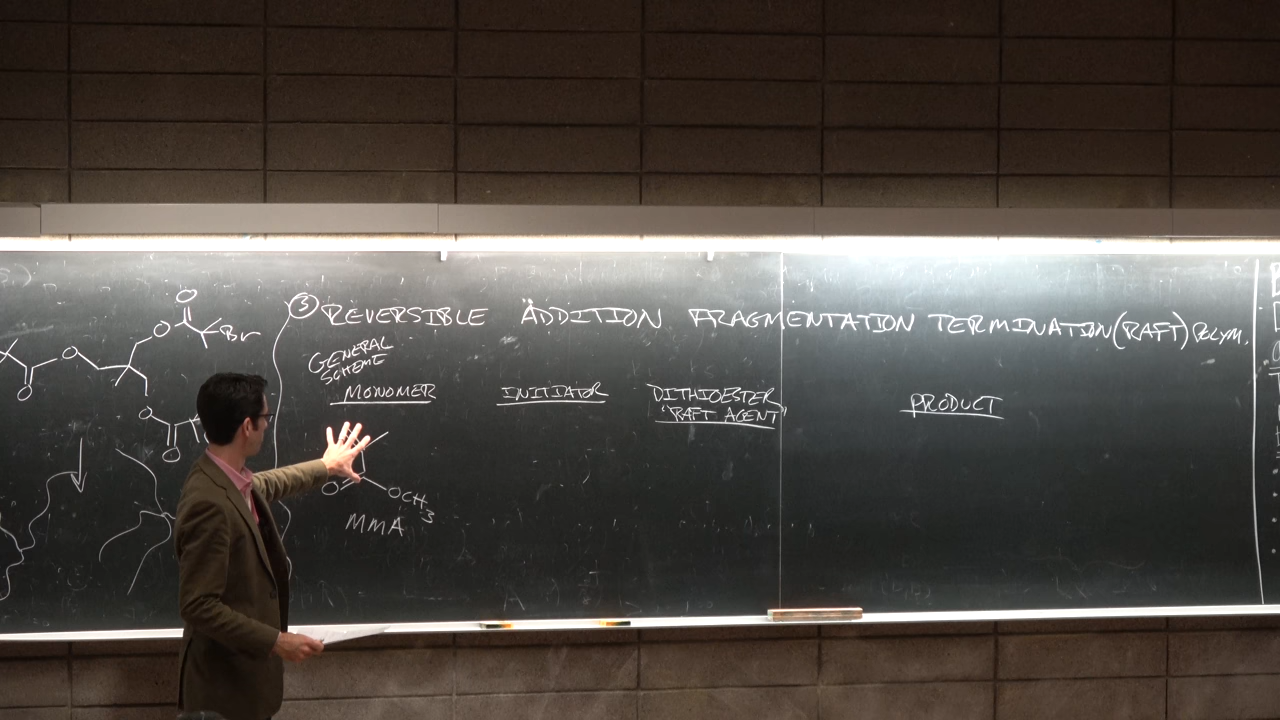 O
O
Br
O
O
O
O
③ REVERSIBLE ADDITION FRAGMENTATION TERMINATION (RAFT) POLYM.
GENERAL
SCHEME
MONOMER
INITIATOR
DITHIOESTER
"RAFT AGENT"
PRODUCT
O
OCH3
MMA